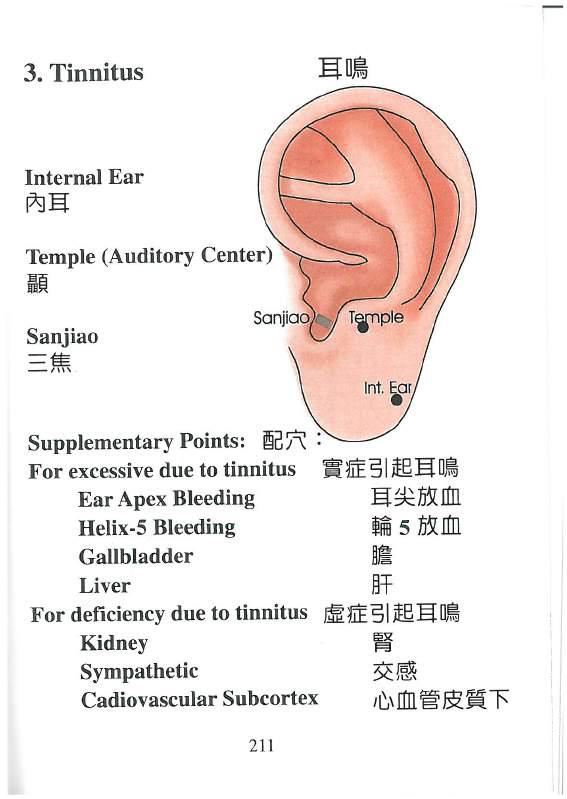 3. Tinnitus 耳鳴
Internal Ear
內耳
Temple (Auditory Center)
顳
Sanjiao Temple
Sanjiao
三焦
Int. Ear
Supplementary Points: 配穴：
For excessive due to tinnitus 實症引起耳鳴
Ear Apex Bleeding 耳尖放血
Helix-5 Bleeding 輪 5 放血
Gallbladder 膽
Liver 肝
For deficiency due to tinnitus 虛症引起耳鳴
Kidney 腎
Sympathetic 交感
Cadiovascular Subcortex 心血管皮質下
211